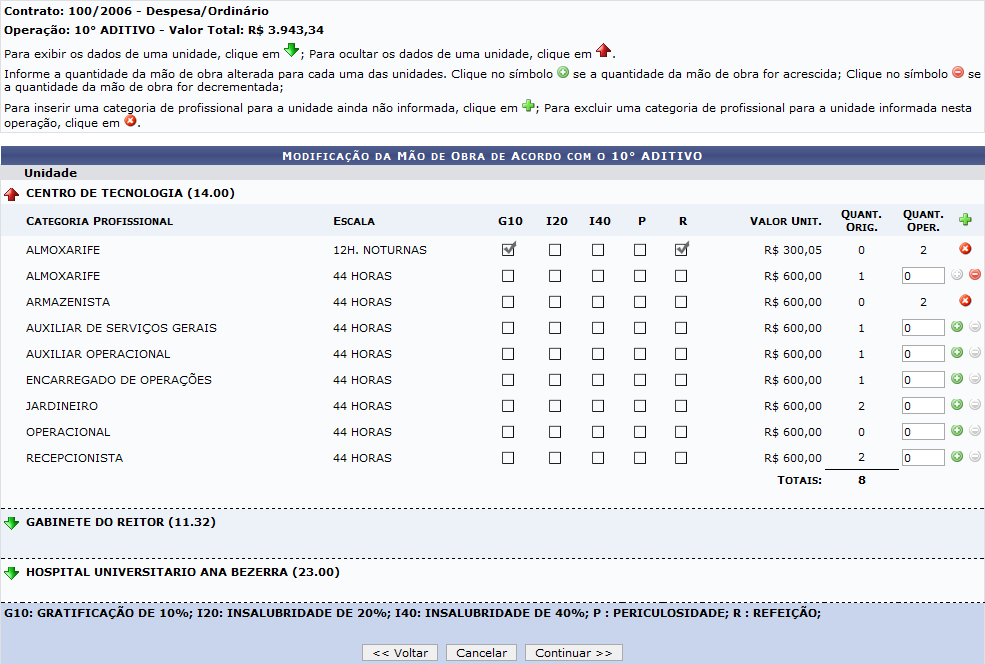 Contrato: 100/2006 - Despesa/Ordinário
Operação: 10° ADITIVO - Valor Total: R$ 3.943,34
Para exibir os dados de uma unidade, clique em ; Para ocultar os dados de uma unidade, clique em .
Informe a quantidade da mão de obra alterada para cada uma das unidades. Clique no símbolo se a quantidade da mão de obra for acrescida; Clique no símbolo se
a quantidade da mão de obra for decrementada;
Para inserir uma categoria de profissional para a unidade ainda não informada, clique em ; Para excluir uma categoria de profissional para a unidade informada nesta
operação, clique em .
Modificação da Mão de Obra de Acordo com o 10° ADITIVO
Unidade
CENTRO DE TECNOLOGIA (14.00)
Categoria Profissional Escala G10 I20 I40 P R Valor Unit. Quant. Orig. Quant. Oper.
ALMOXARIFE 12H. NOTURNAS R$ 300,05 0 2
ALMOXARIFE 44 HORAS R$ 600,00 1 0
ARMAZENISTA 44 HORAS R$ 600,00 0 2
AUXILIAR DE SERVIÇOS GERAIS 44 HORAS R$ 600,00 1 0
AUXILIAR OPERACIONAL 44 HORAS R$ 600,00 1 0
ENCARREGADO DE OPERAÇÕES 44 HORAS R$ 600,00 1 0
JARDINEIRO 44 HORAS R$ 600,00 2 0
OPERACIONAL 44 HORAS R$ 600,00 0 0
RECEPCIONISTA 44 HORAS R$ 600,00 2 0
Totais: 8
GABINETE DO REITOR (11.32)
HOSPITAL UNIVERSITARIO ANA BEZERRA (23.00)
G10: GRATIFICAÇÃO DE 10%; I20: INSALUBRIDADE DE 20%; I40: INSALUBRIDADE DE 40%; P : PERICULOSIDADE; R : REFEIÇÃO;
<< Voltar Cancelar Continuar >>